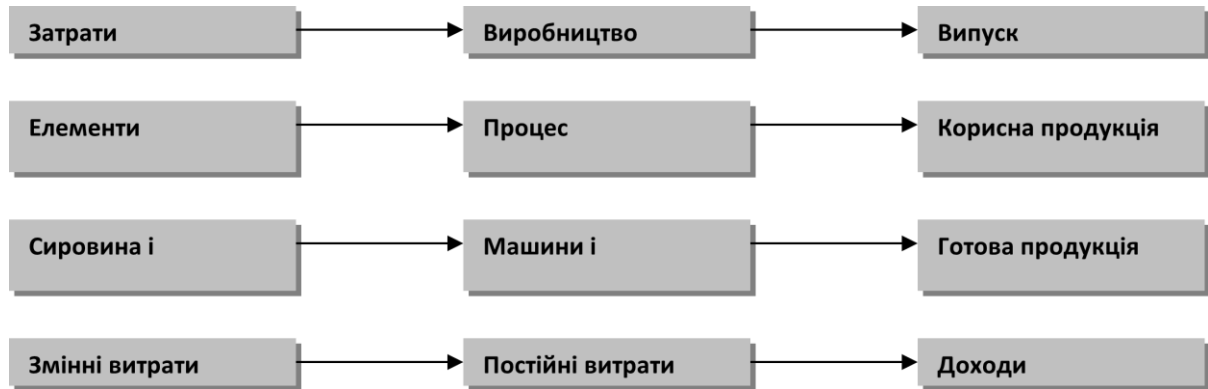 Затрати
Виробництво
Випуск
Елементи
Процес
Корисна продукція
Сировина і
Машини і
Готова продукція
Змінні витрати
Постійні витрати
Доходи